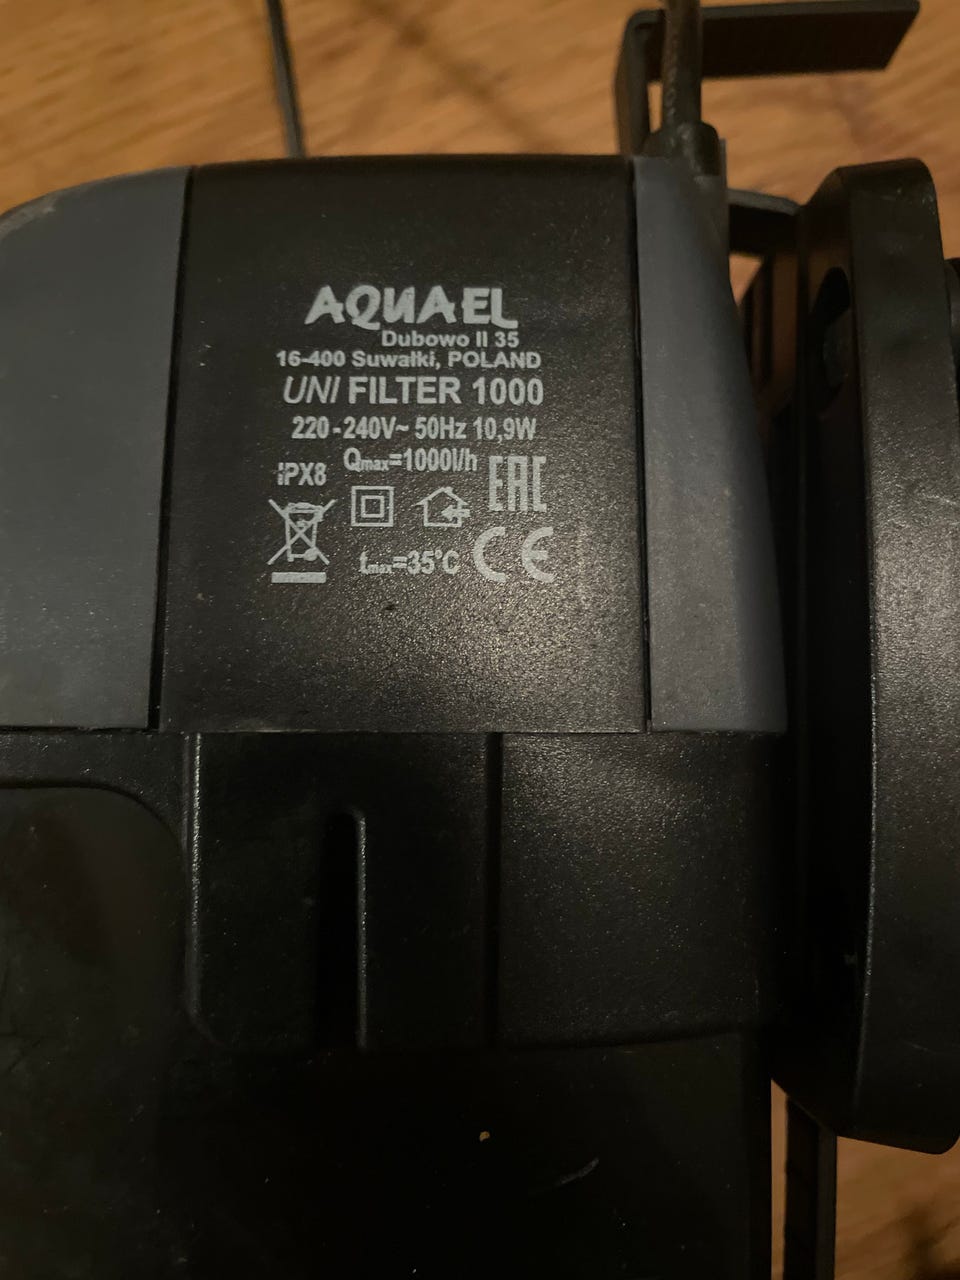 AQUAEL
Dubowo II 35
16-400 Suwałki, POLAND
UNI FILTER 1000
220-240V~ 50Hz 10,9W
IPX8 Qmax=1000l/h EAC
tmax=35°C CE